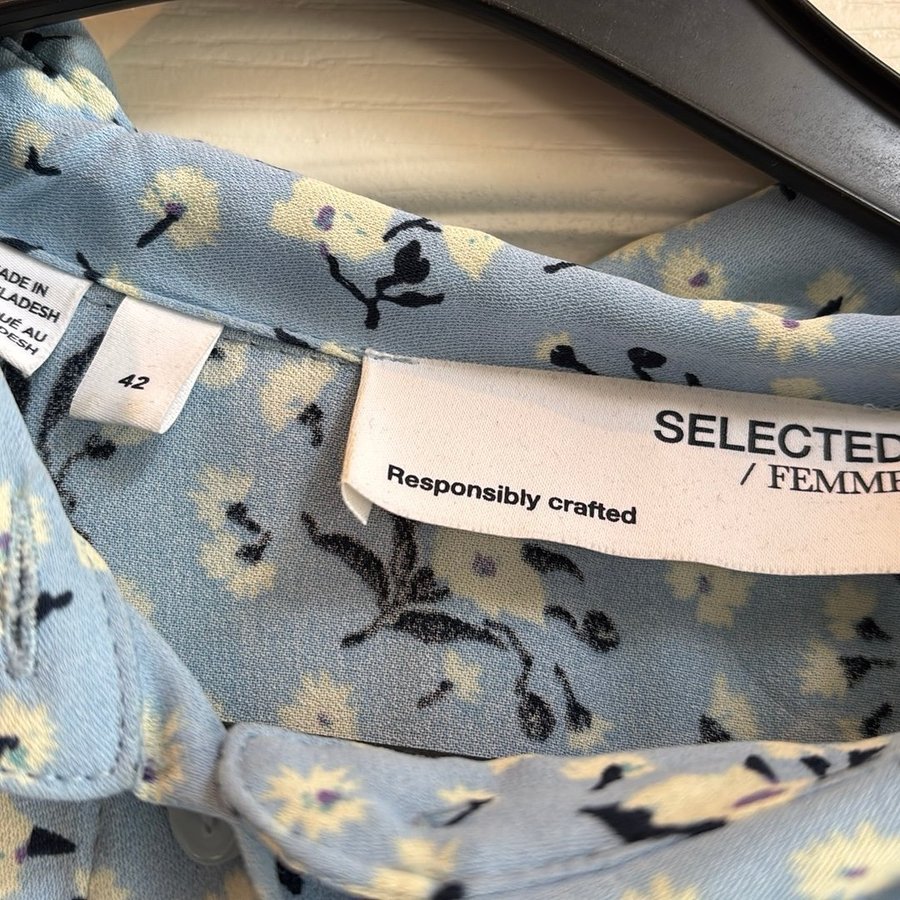 ADE IN
LADESH
UÉ AU
DESH
42
SELECTED
/ FEMME
Responsibly crafted